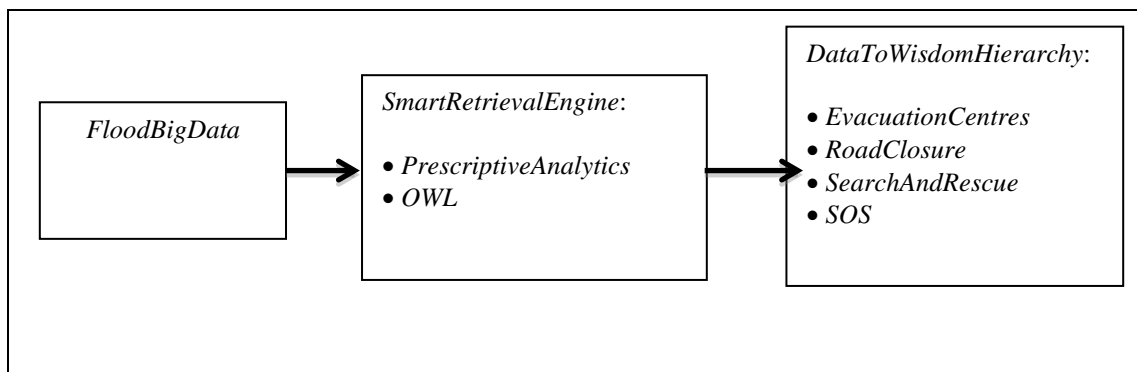 FloodBigData
SmartRetrievalEngine:
• PrescriptiveAnalytics
• OWL
DataToWisdomHierarchy:
• EvacuationCentres
• RoadClosure
• SearchAndRescue
• SOS